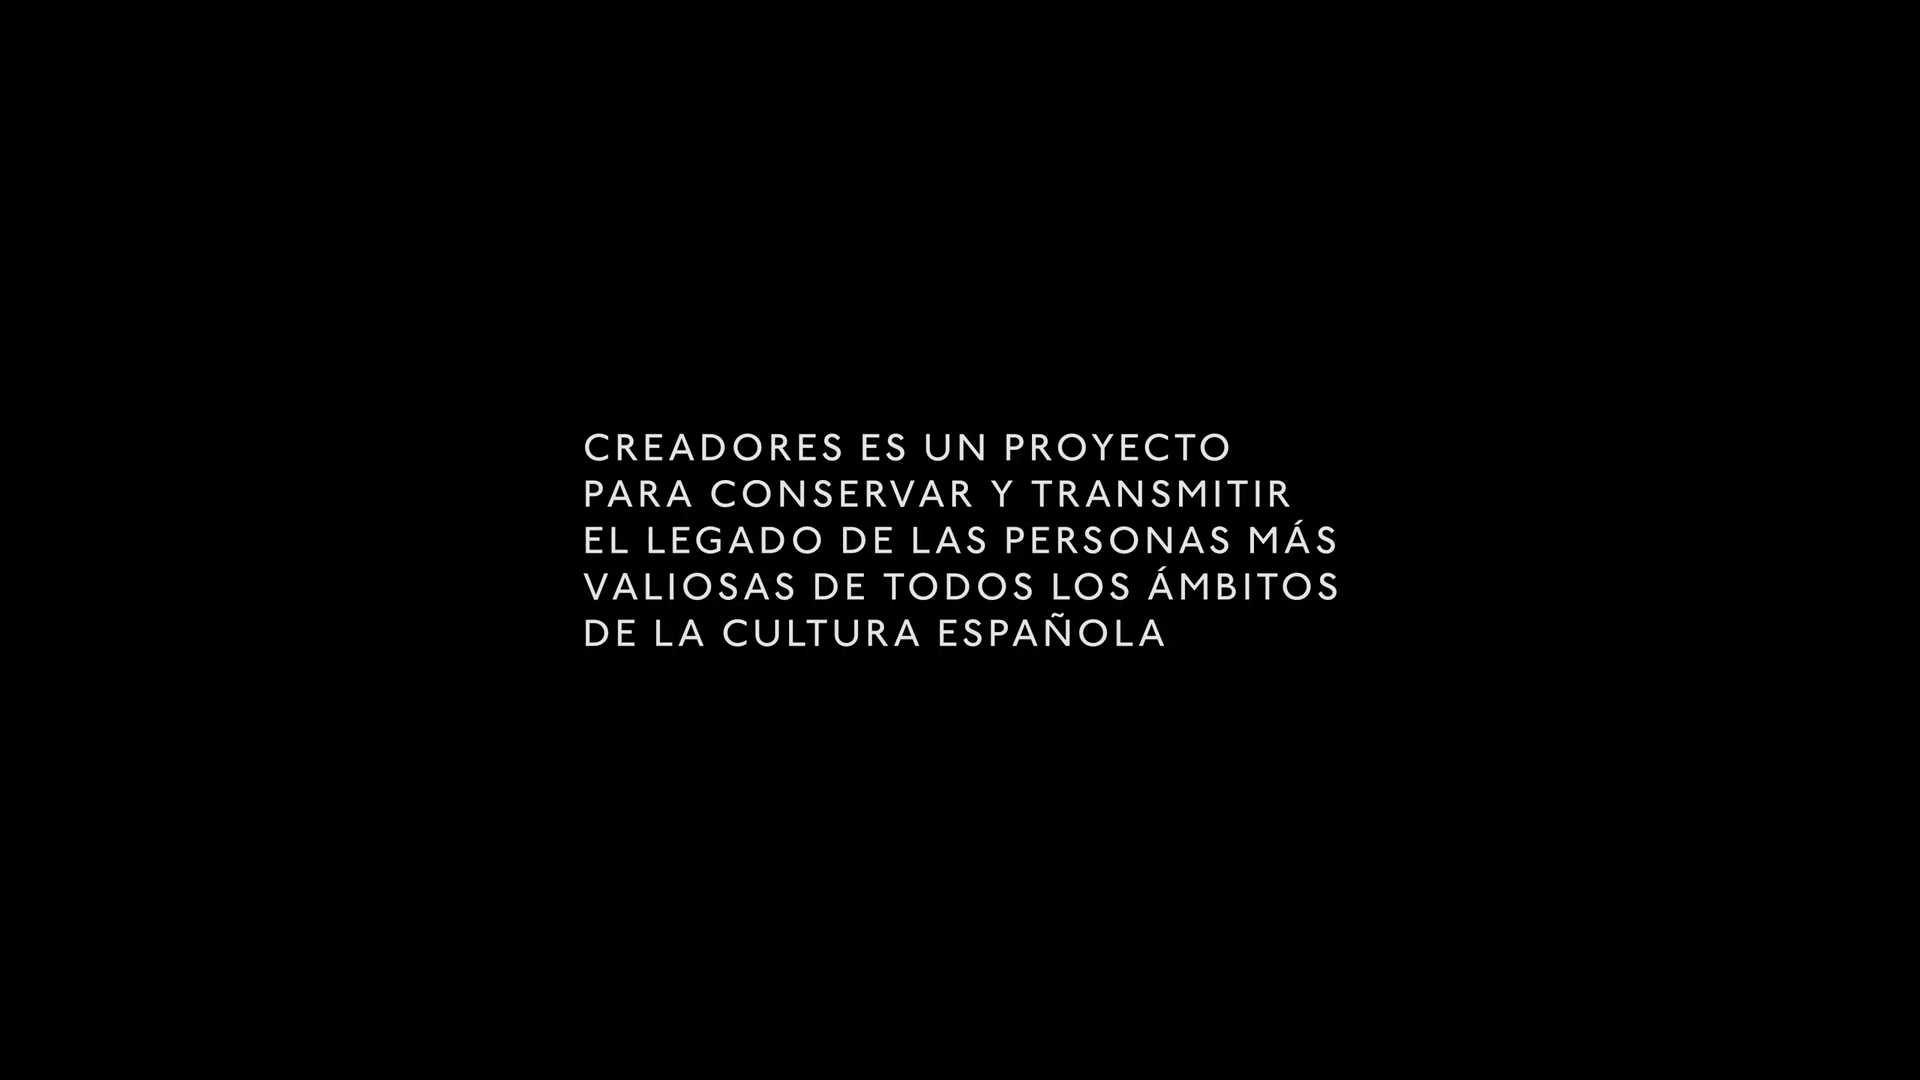 CREADORES ES UN PROYECTO
PARA CONSERVAR Y TRANSMITIR
EL LEGADO DE LAS PERSONAS MÁS
VALIOSAS DE TODOS LOS ÁMBITOS
DE LA CULTURA ESPAÑOLA